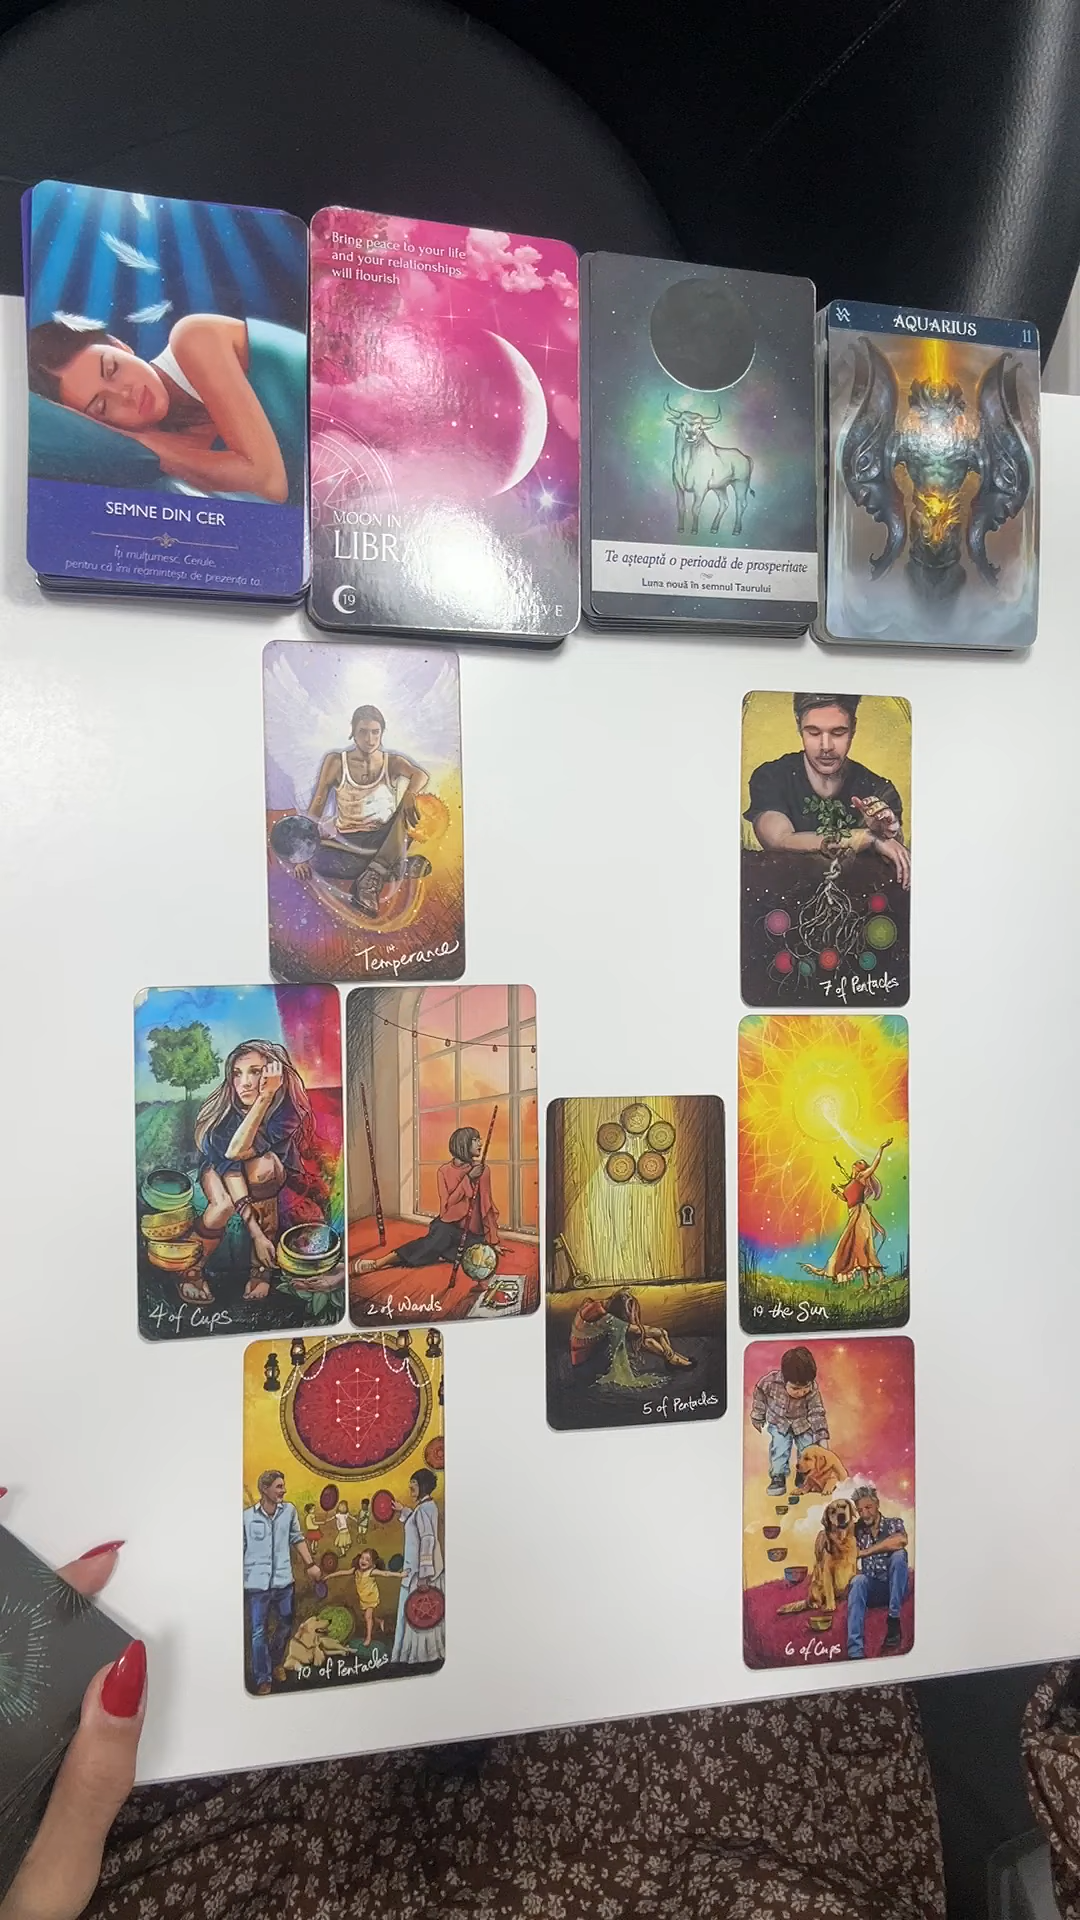 SEMNE DIN CER
Îți mulțumesc, Cerule,
pentru că îmi reamintești de prezența ta.
Bring peace to your life
and your relationships
will flourish
MOON IN
LIBRA
19
Te așteaptă o perioadă de prosperitate
Luna nouă în semnul Taurului
AQUARIUS
11
14.
Temperance
7 of Pentacles
4 of Cups
2 of Wands
5 of Pentacles
19 the Sun
10 of Pentacles
6 of Cups